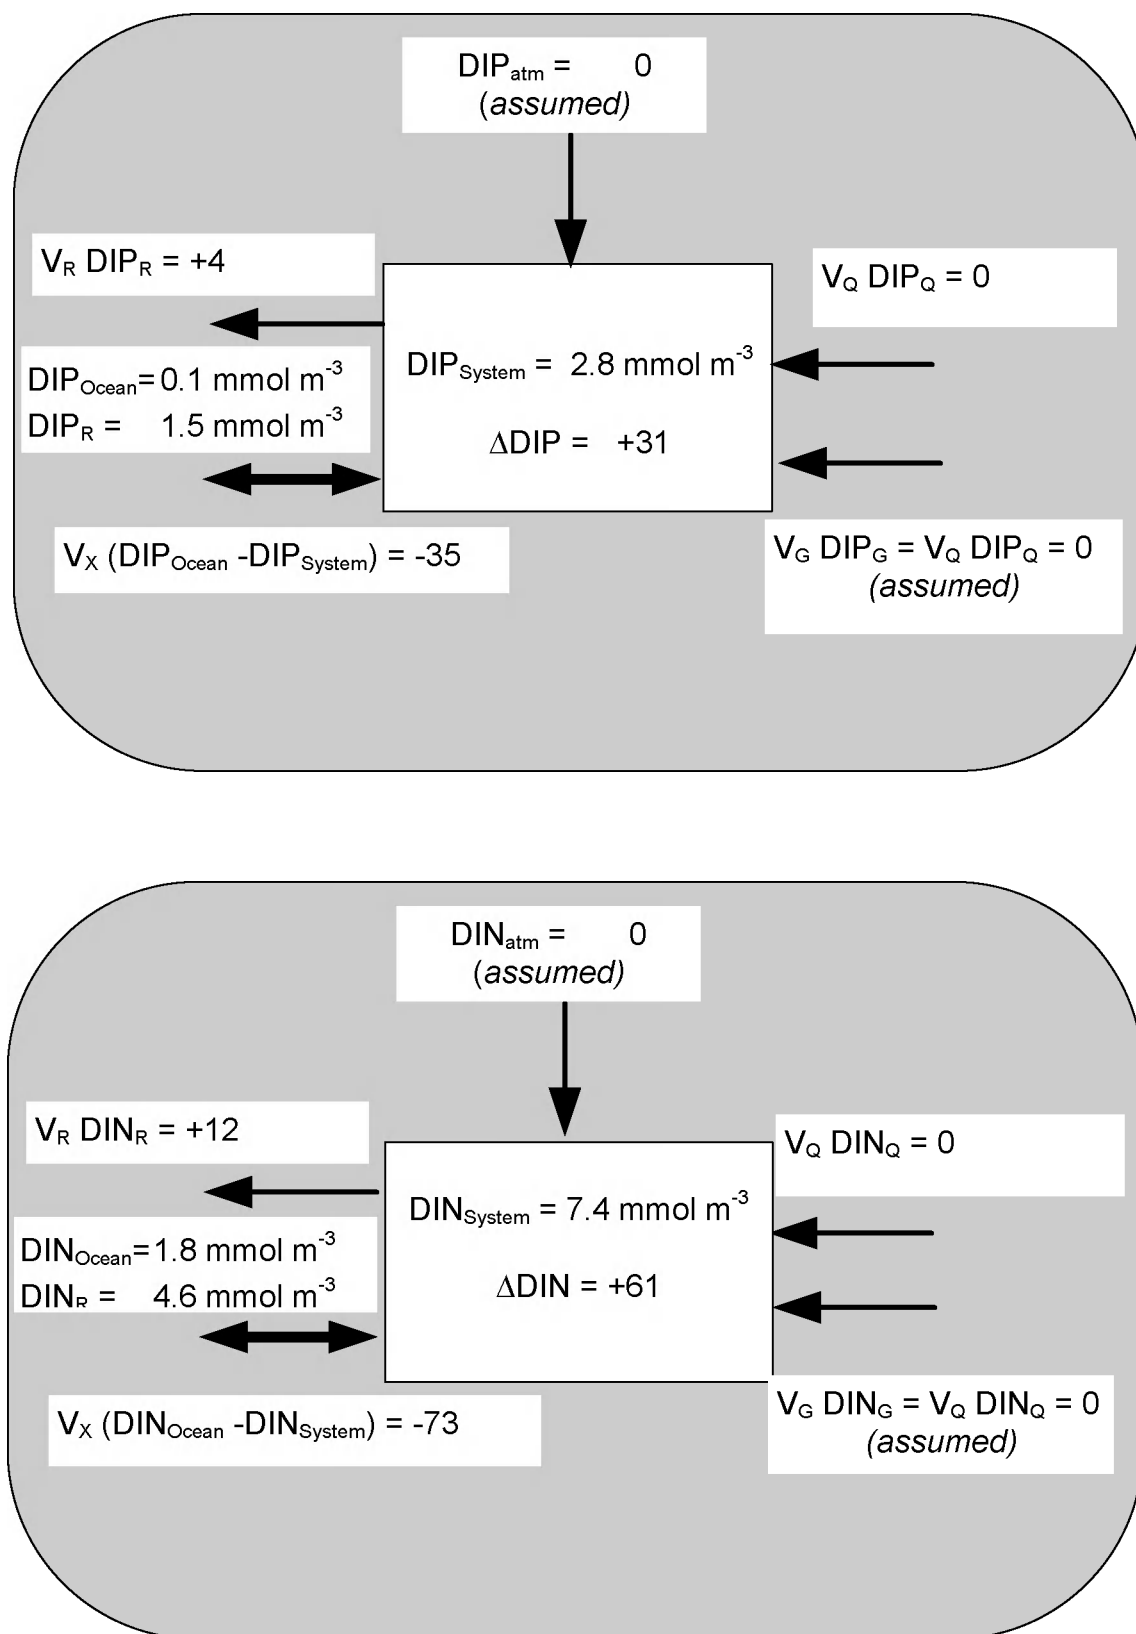 DIPatm = 0
(assumed)
VR DIPR = +4
VQ DIPQ = 0
DIPOcean= 0.1 mmol m-3
DIPR = 1.5 mmol m-3
DIPSystem = 2.8 mmol m-3
ΔDIP = +31
VX (DIPOcean -DIPSystem) = -35
VG DIPG = VQ DIPQ = 0
(assumed)
DINatm = 0
(assumed)
VR DINR = +12
VQ DINQ = 0
DINOcean= 1.8 mmol m-3
DINR = 4.6 mmol m-3
DINSystem = 7.4 mmol m-3
ΔDIN = +61
VX (DINOcean -DINSystem) = -73
VG DING = VQ DINQ = 0
(assumed)